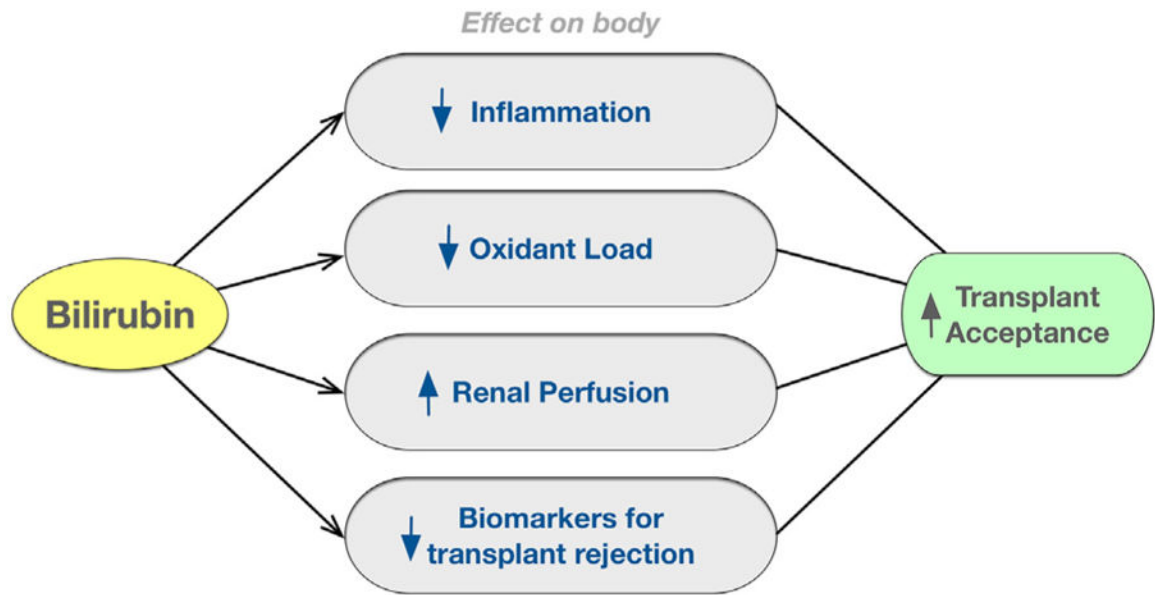 Effect on body
Inflammation
Oxidant Load
Bilirubin
Transplant
Acceptance
Renal Perfusion
Biomarkers for
transplant rejection